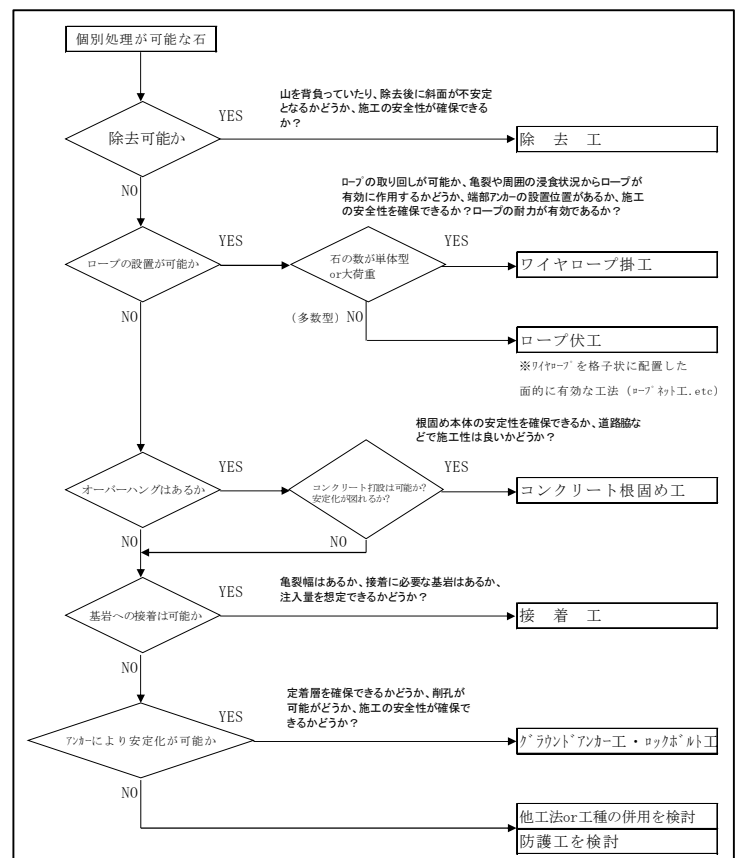 個別処理が可能な石
山を背負っていたり、除去後に斜面が不安定
となるかどうか、施工の安全性が確保できる
か？
YES
除去可能か
除 去 工
NO
ﾛｰﾌﾟの取り回しが可能か、亀裂や周囲の浸食状況からロープが
有効に作用するかどうか、端部ｱﾝｶｰの設置位置があるか、施工
の安全性を確保できるか？ロープの耐力が有効であるか？
YES
YES
ロープの設置が可能か
石の数が単体型
or大荷重
ワイヤロープ掛工
NO
（多数型）NO
ロープ伏工
※ﾜｲﾔﾛｰﾌﾟを格子状に配置した
面的に有効な工法（ﾛｰﾌﾟﾈｯﾄ工.etc）
根固め本体の安定性を確保できるか、道路脇な
どで施工性は良いかどうか？
YES
YES
オーバーハングはあるか
コンクリート打設は可能か?
安定化が図れるか?
コンクリート根固め工
NO
NO
亀裂幅はあるか、接着に必要な基岩はあるか、
注入量を想定できるかどうか？
YES
基岩への接着は可能か
接 着 工
NO
定着層を確保できるかどうか、削孔が
可能がどうか、施工の安全性が確保で
きるかどうか？
YES
ｱﾝｶｰにより安定化が可能か
ｸﾞﾗｳﾝﾄﾞｱﾝｶｰ工・ﾛｯｸﾎﾞﾙﾄ工
NO
他工法or工種の併用を検討
防護工を検討